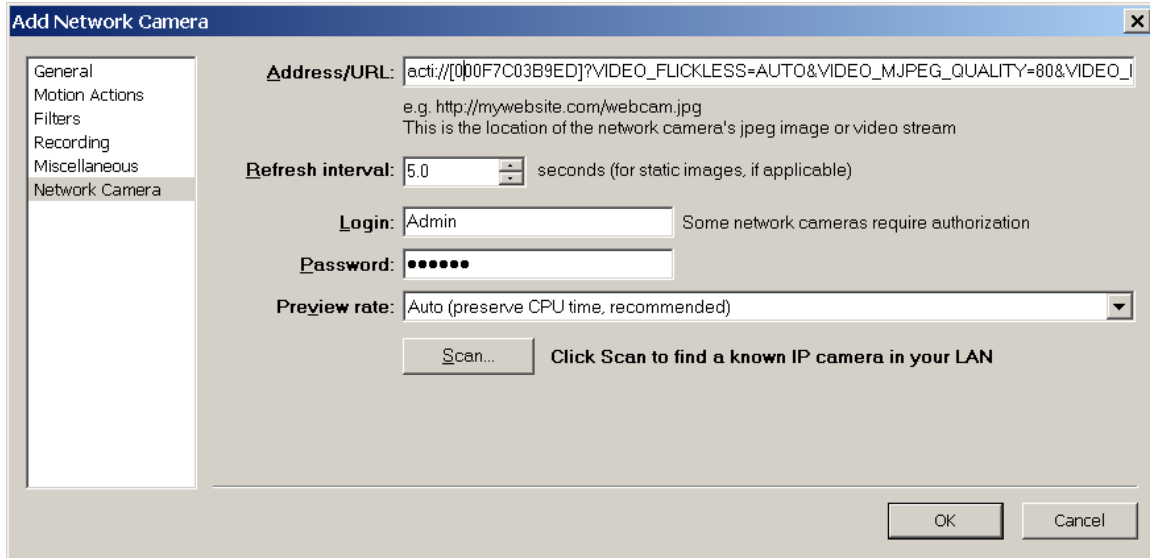 Add Network Camera
General
Motion Actions
Filters
Recording
Miscellaneous
Network Camera
Address/URL: acti://[000F7C03B9ED]?VIDEO_FLICKLESS=AUTO&VIDEO_MJPEG_QUALITY=80&VIDEO_
e.g. http://mywebsite.com/webcam.jpg
This is the location of the network camera's jpeg image or video stream
Refresh interval: 5.0 seconds (for static images, if applicable)
Login: Admin Some network cameras require authorization
Password: ●●●●●●
Preview rate: Auto (preserve CPU time, recommended)
Scan... Click Scan to find a known IP camera in your LAN
OK Cancel